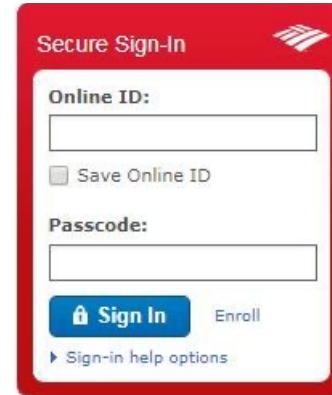 Secure Sign-In
Online ID:
Save Online ID
Passcode:
Sign In Enroll
Sign-in help options